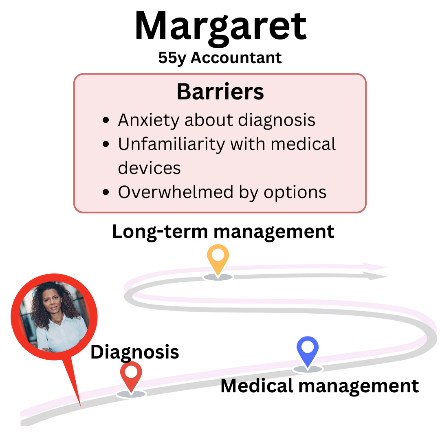 Margaret
55y Accountant
Barriers
• Anxiety about diagnosis
• Unfamiliarity with medical
devices
• Overwhelmed by options
Long-term management
Diagnosis
Medical management